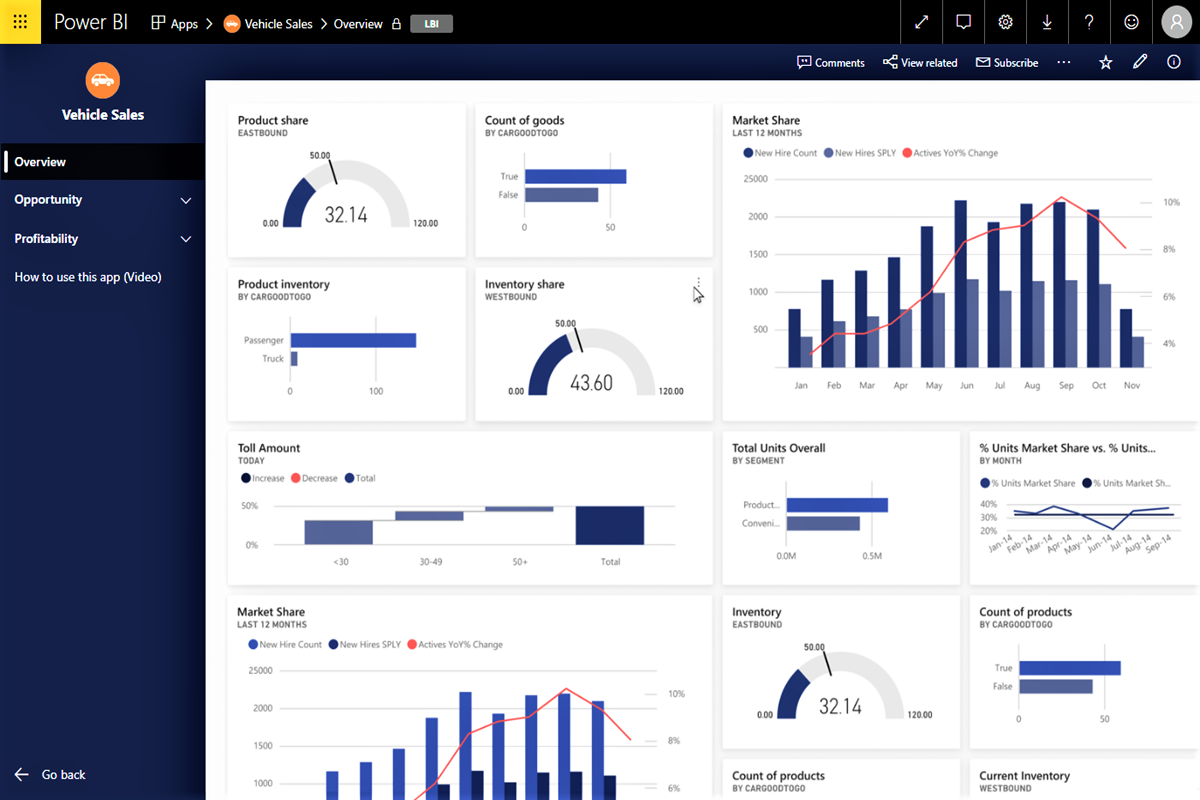 Power BI Apps > Vehicle Sales > Overview LBI ?
Comments View related Subscribe ...
Vehicle Sales
Overview
Opportunity
Profitability
How to use this app (Video)
Go back
Product share
EASTBOUND
50.00
32.14
0.00 120.00
Count of goods
BY CARGOODTOGO
True
False
0 50
Market Share
LAST 12 MONTHS
New Hire Count New Hires SPLY Actives YoY% Change
25000
2000
1500
1000
500
10%
8%
6%
4%
Jan Feb Mar Apr May Jun Jul Aug Sep Oct Nov
Product inventory
BY CARGOODTOGO
Passenger
Truck
0 100
Inventory share
WESTBOUND
50.00
43.60
0.00 120.00
Toll Amount
TODAY
Increase Decrease Total
50%
0%
<30 30-49 50+ Total
Total Units Overall
BY SEGMENT
Product...
Conveni...
0.0M 0.5M
% Units Market Share vs. % Units...
BY MONTH
% Units Market Share % Units Market Sh...
40%
30%
20%
Jan-14 Feb-14 Mar-14 Apr-14 May-14 Jun-14 Jul-14 Aug-14 Sep-14
Market Share
LAST 12 MONTHS
New Hire Count New Hires SPLY Actives YoY% Change
25000
2000
1500
1000
10%
8%
6%
Inventory
EASTBOUND
50.00
32.14
0.00 120.00
Count of products
BY CARGOODTOGO
True
False
0 50
Count of products
BY CARGOODTOGO
Current Inventory
WESTBOUND